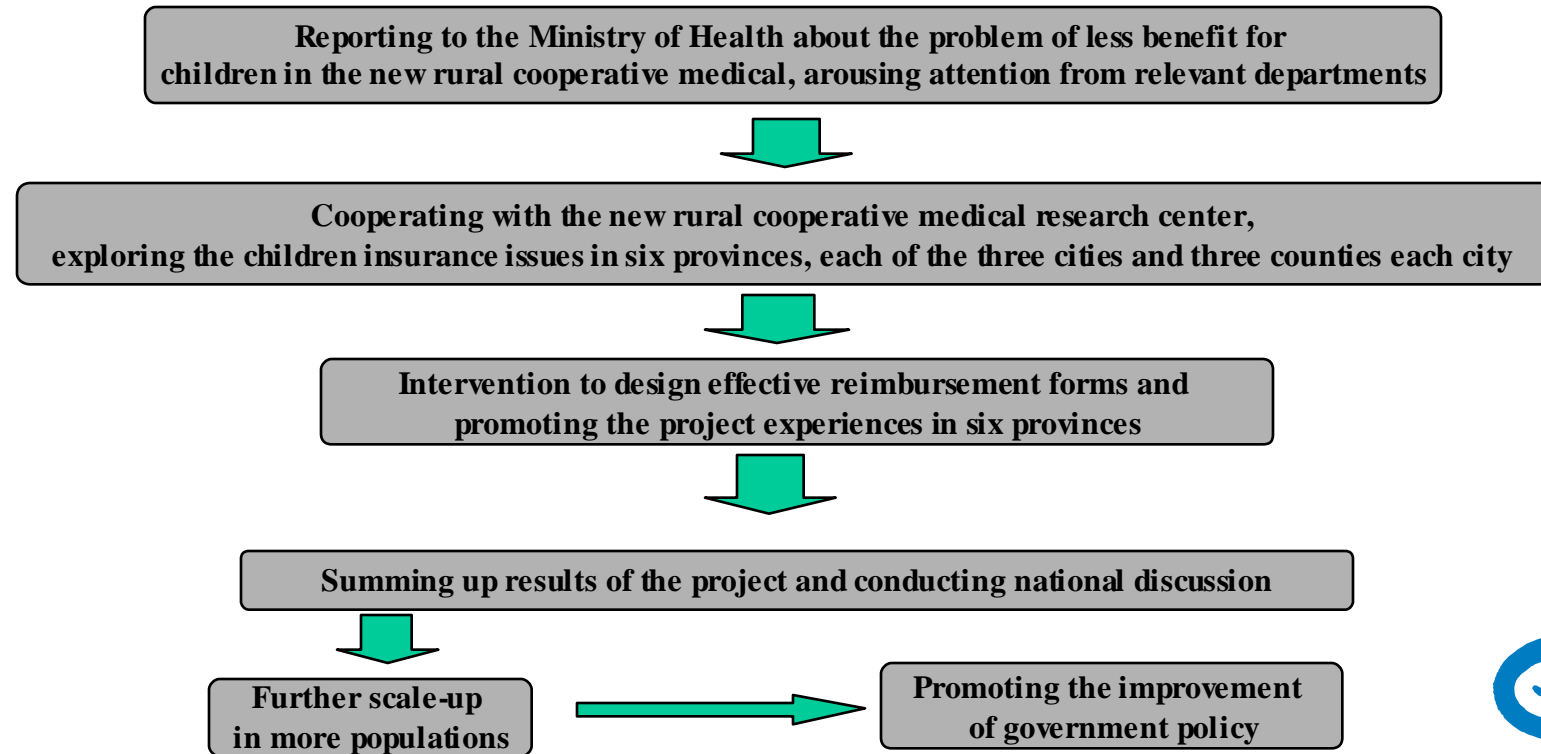 Reporting to the Ministry of Health about the problem of less benefit for
children in the new rural cooperative medical, arousing attention from relevant departments
Cooperating with the new rural cooperative medical research center,
exploring the children insurance issues in six provinces, each of the three cities and three counties each city
Intervention to design effective reimbursement forms and
promoting the project experiences in six provinces
Summing up results of the project and conducting national discussion
Further scale-up
in more populations
Promoting the improvement
of government policy